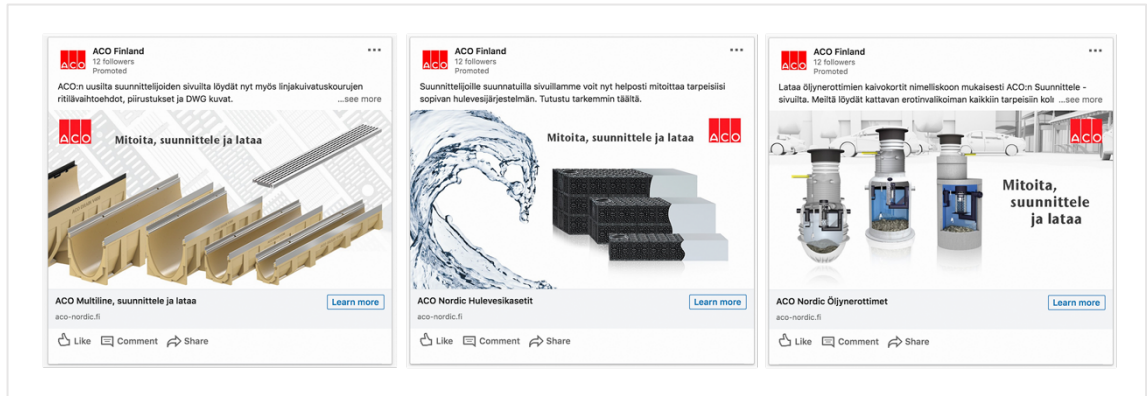 ACO
ACO Finland
12 followers
Promoted
ACO:n uusilta suunnittelijoiden sivuilta löydät nyt myös linjakuivatuskourujen
ritilävaihtoehdot, piirustukset ja DWG kuvat. ...see more
ACO
Mitoita, suunnittele ja lataa
ACO Multiline, suunnittele ja lataa
aco-nordic.fi
Learn more
Like Comment Share
ACO
ACO Finland
12 followers
Promoted
Suunnittelijoille suunnatuilla sivuillamme voit nyt helposti mitoittaa tarpeisiisi
sopivan hulevesijärjestelmän. Tutustu tarkemmin täältä.
Mitoita, suunnittele ja lataa
ACO
ACO Nordic Hulevesikasetit
aco-nordic.fi
Learn more
Like Comment Share
ACO
ACO Finland
12 followers
Promoted
Lataa öljynerottimien kaivokortit nimelliskoon mukaisesti ACO:n Suunnittele -
sivuilta. Meiltä löydät kattavan erotinvalikoiman kaikkiin tarpeisiin ...see more
ACO
Mitoita,
suunnittele
ja lataa
ACO Nordic Öljynerottimet
aco-nordic.fi
Learn more
Like Comment Share